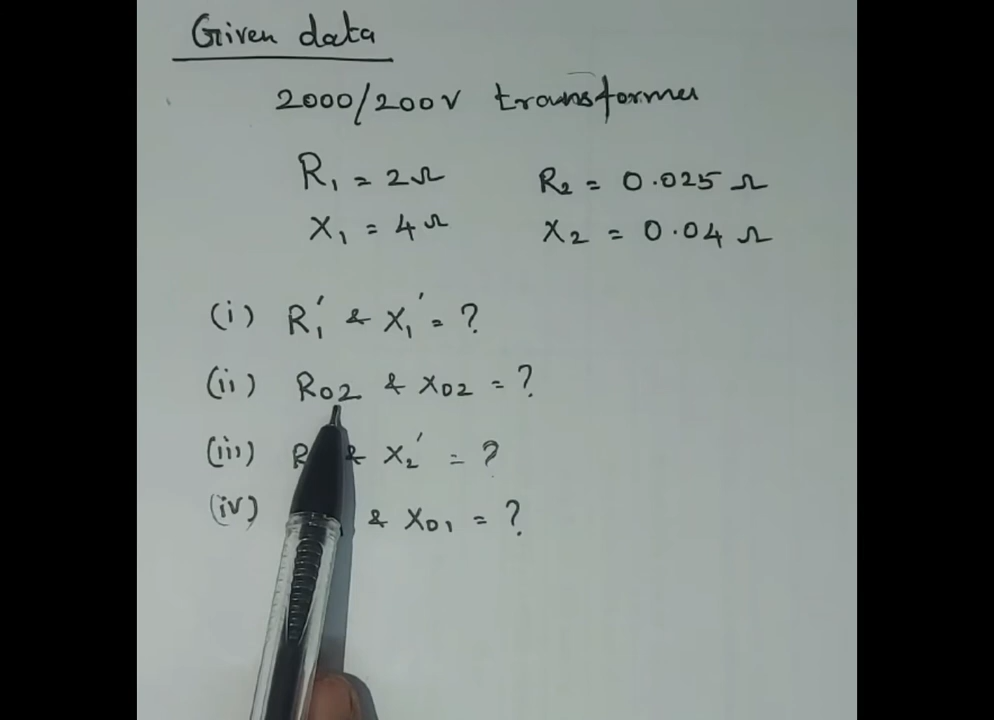 Given data
2000/200V transformer
R₁ = 2Ω R₂ = 0.025 Ω
X₁ = 4Ω X₂ = 0.04 Ω
(i) R₁' & X₁' = ?
(ii) R02 & X02 = ?
(iii) R & X₂' = ?
(iv) & X01 = ?